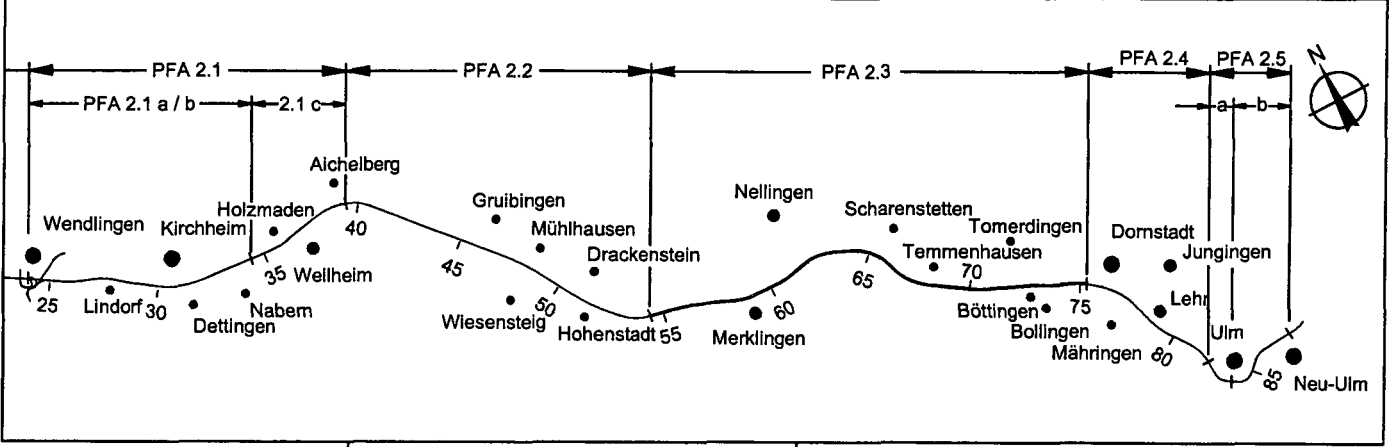 PFA 2.1
PFA 2.2
PFA 2.3
PFA 2.4
PFA 2.5
N
PFA 2.1 a / b
2.1 c
a
b
Aichelberg
Wendlingen
Kirchheim
Holzmaden
Weilheim
Lindorf
Dettingen
Nabern
25
30
35
40
Gruibingen
Mühlhausen
Drackenstein
Wiesensteig
Hohenstadt
45
50
55
Nellingen
Merklingen
60
Scharenstetten
Temmenhausen
Tomerdingen
65
70
Böttingen
Bollingen
Mähringen
75
Dornstadt
Jungingen
Lehr
80
Ulm
85
Neu-Ulm